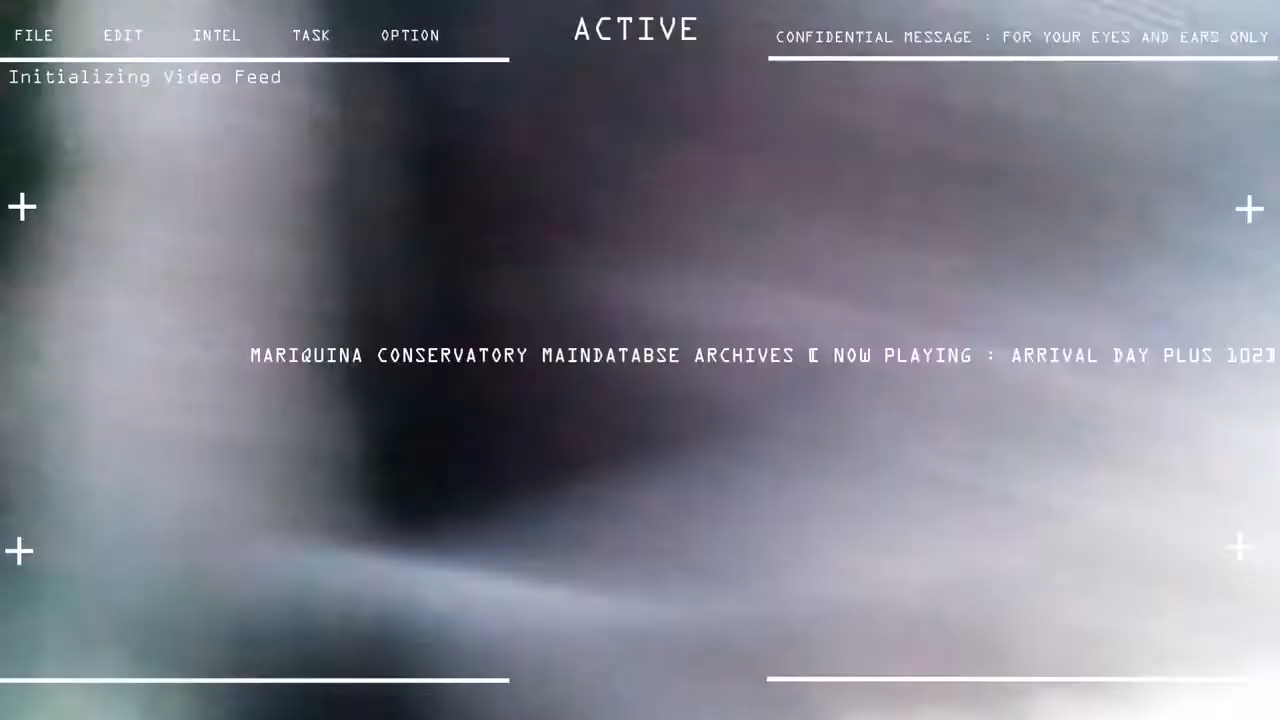 FILE EDIT INTEL TASK OPTION
ACTIVE
CONFIDENTIAL MESSAGE : FOR YOUR EYES AND EARS ONLY
Initializing Video Feed
MARIQUINA CONSERVATORY MAINDATABSE ARCHIVES [ NOW PLAYING : ARRIVAL DAY PLUS 102]